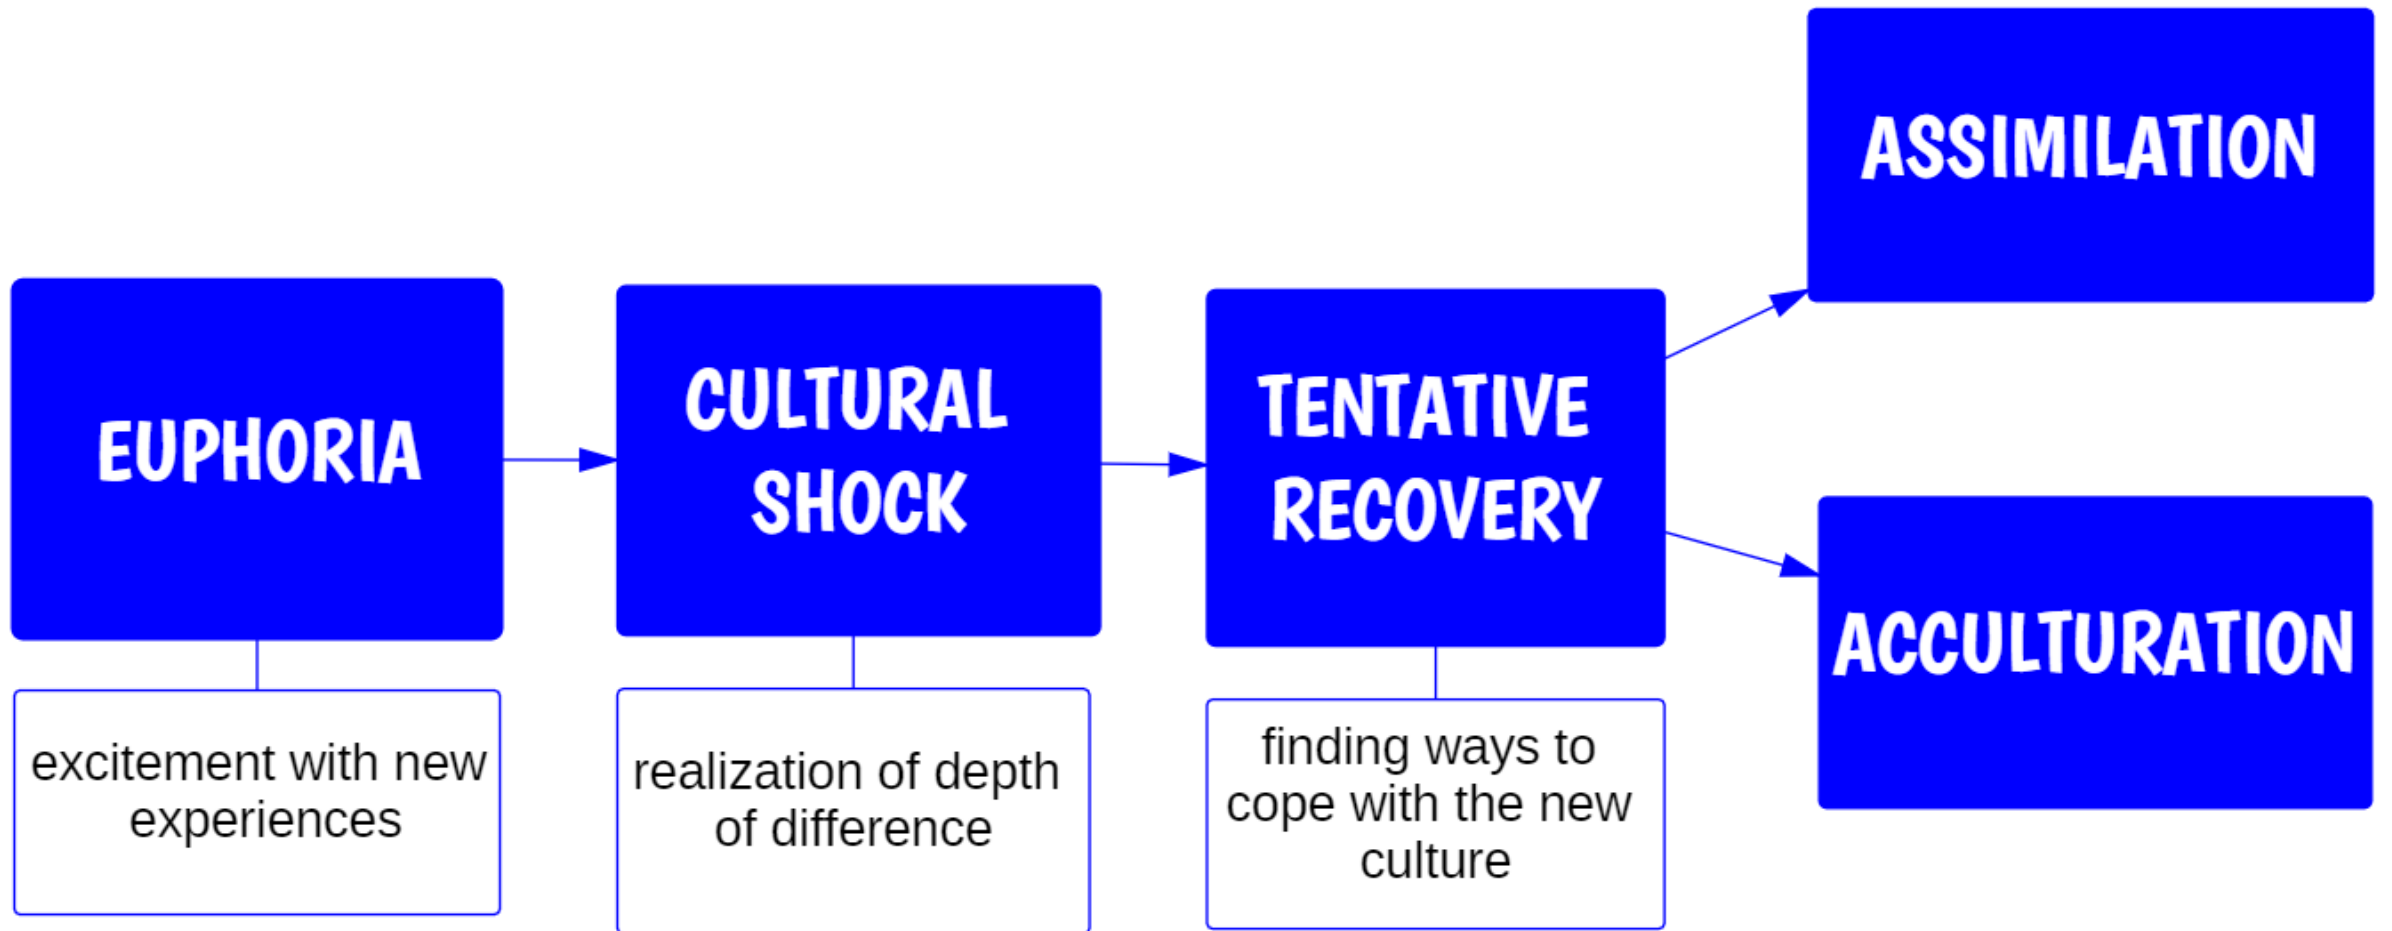 ASSIMILATION
EUPHORIA
CULTURAL
SHOCK
TENTATIVE
RECOVERY
ACCULTURATION
excitement with new
experiences
realization of depth
of difference
finding ways to
cope with the new
culture